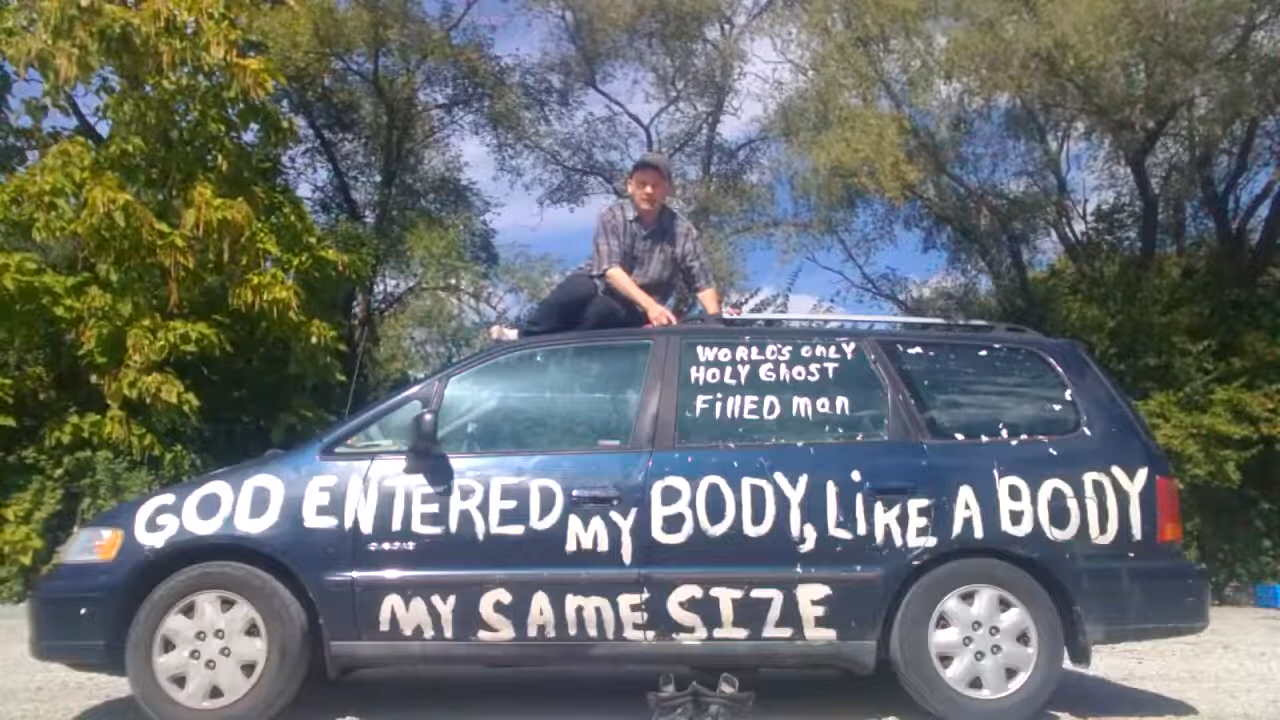 WORLD'S ONLY
HOLY GhOST
FillED man
GOD ENTERED MY BODY, LiKE A BODY
MY SAmE SIZE